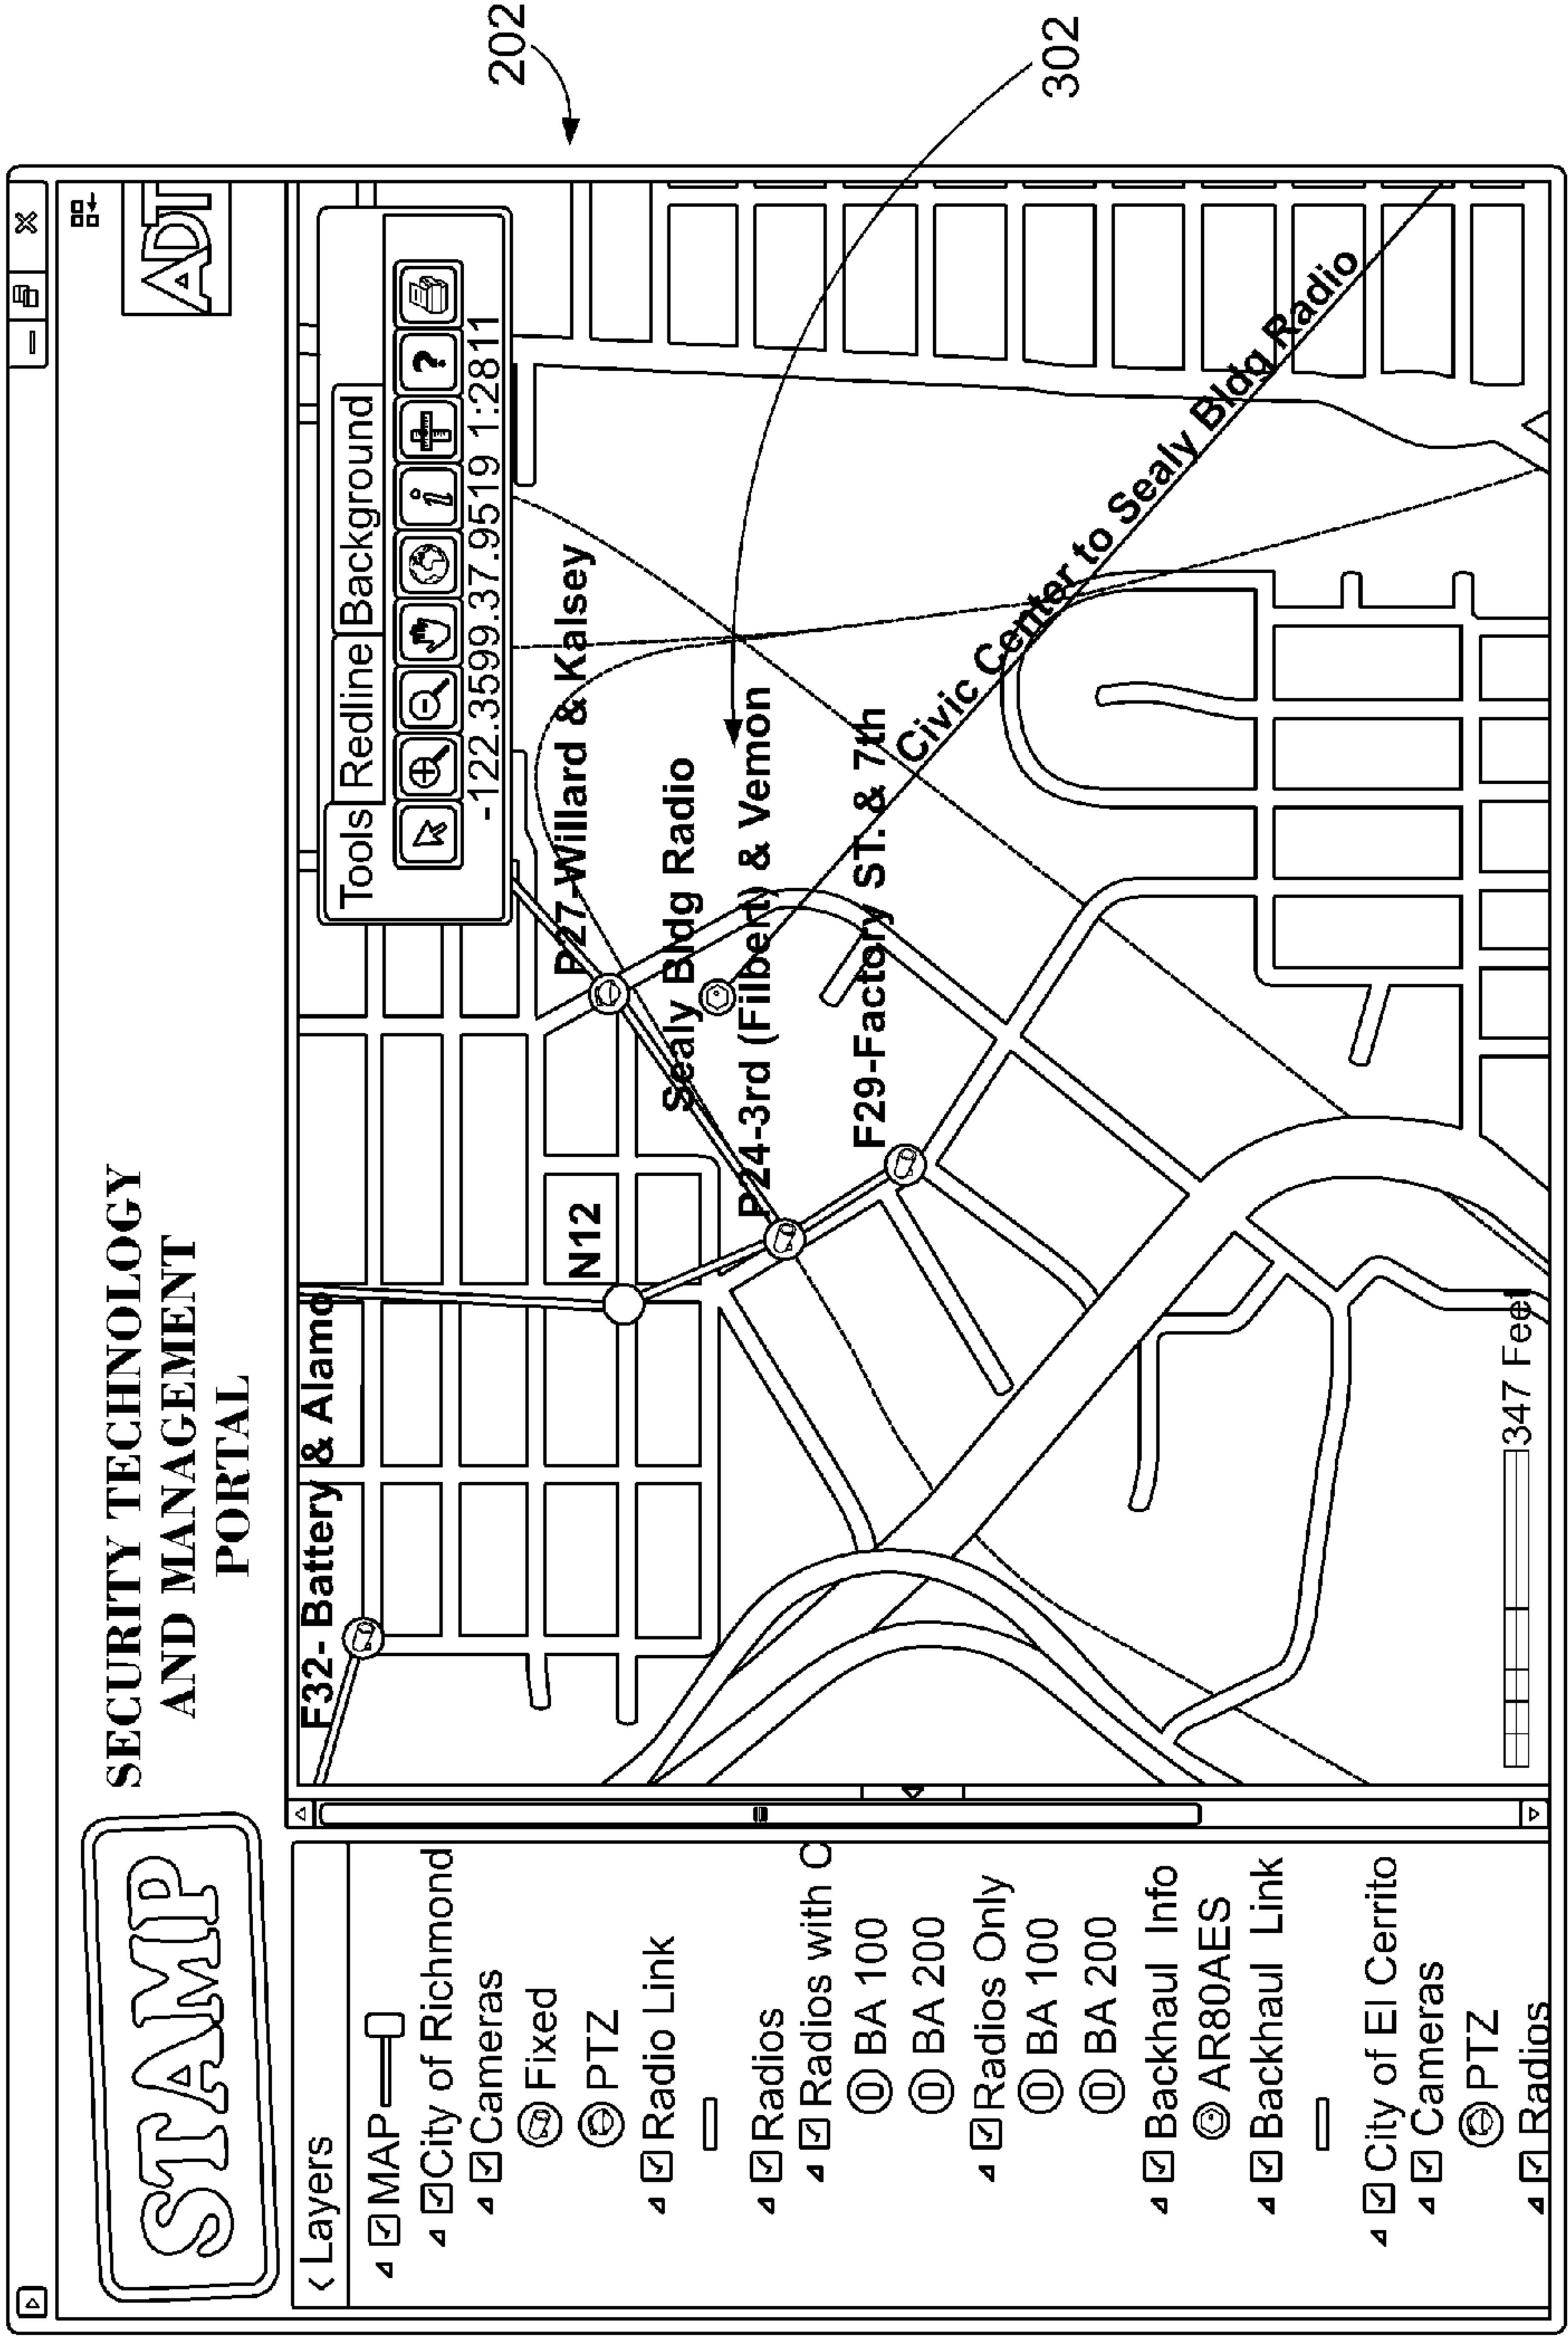 STAMP
SECURITY TECHNOLOGY
AND MANAGEMENT
PORTAL
ADT
< Layers
MAP
City of Richmond
Cameras
Fixed
PTZ
Radio Link
Radios
Radios with C
BA 100
BA 200
Radios Only
BA 100
BA 200
Backhaul Info
AR80AES
Backhaul Link
City of El Cerrito
Cameras
PTZ
Radios
Tools
Redline
Background
-122.3599.37.9519 1:2811
F32- Battery & Alamo
N12
P27-Willard & Kalsey
Sealy Bldg Radio
P24-3rd (Filbert) & Vemon
F29-Factory ST. & 7th
Civic Center to Sealy Bldg Radio
347 Feet
202
302